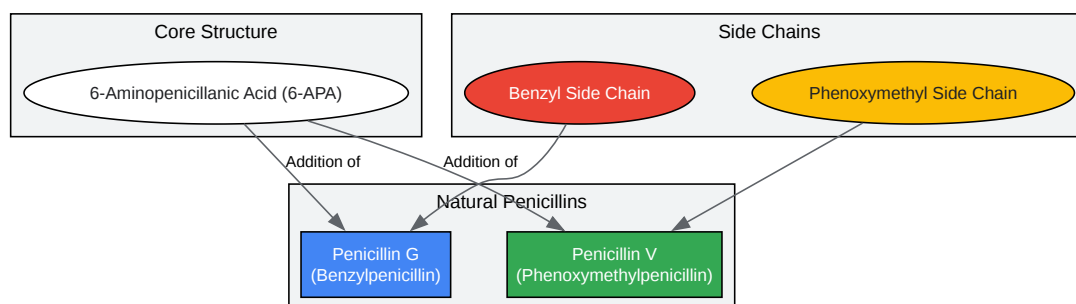 Core Structure
Side Chains
6-Aminopenicillanic Acid (6-APA)
Benzyl Side Chain
Phenoxymethyl Side Chain
Addition of
Addition of
Natural Penicillins
Penicillin G
(Benzylpenicillin)
Penicillin V
(Phenoxymethylpenicillin)